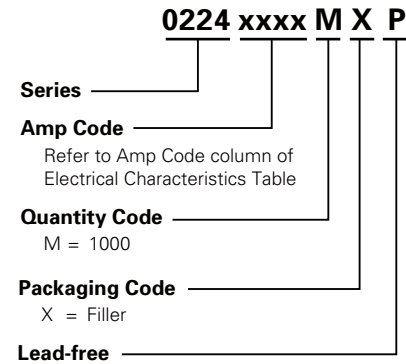 0224 xxxx M X P
Series
Amp Code
Refer to Amp Code column of
Electrical Characteristics Table
Quantity Code
M = 1000
Packaging Code
X = Filler
Lead-free